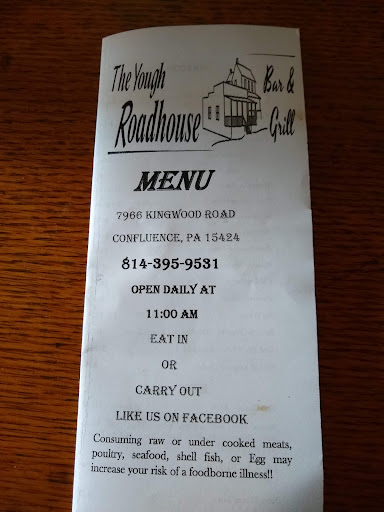 The Yough Bar &
Roadhouse Grill
MENU
7966 KINGWOOD ROAD
CONFLUENCE, PA 15424
814-395-9531
OPEN DAILY AT
11:00 AM
EAT IN
OR
CARRY OUT
LIKE US ON FACEBOOK
Consuming raw or under cooked meats,
poultry, seafood, shell fish, or Egg may
increase your risk of a foodborne illness!!